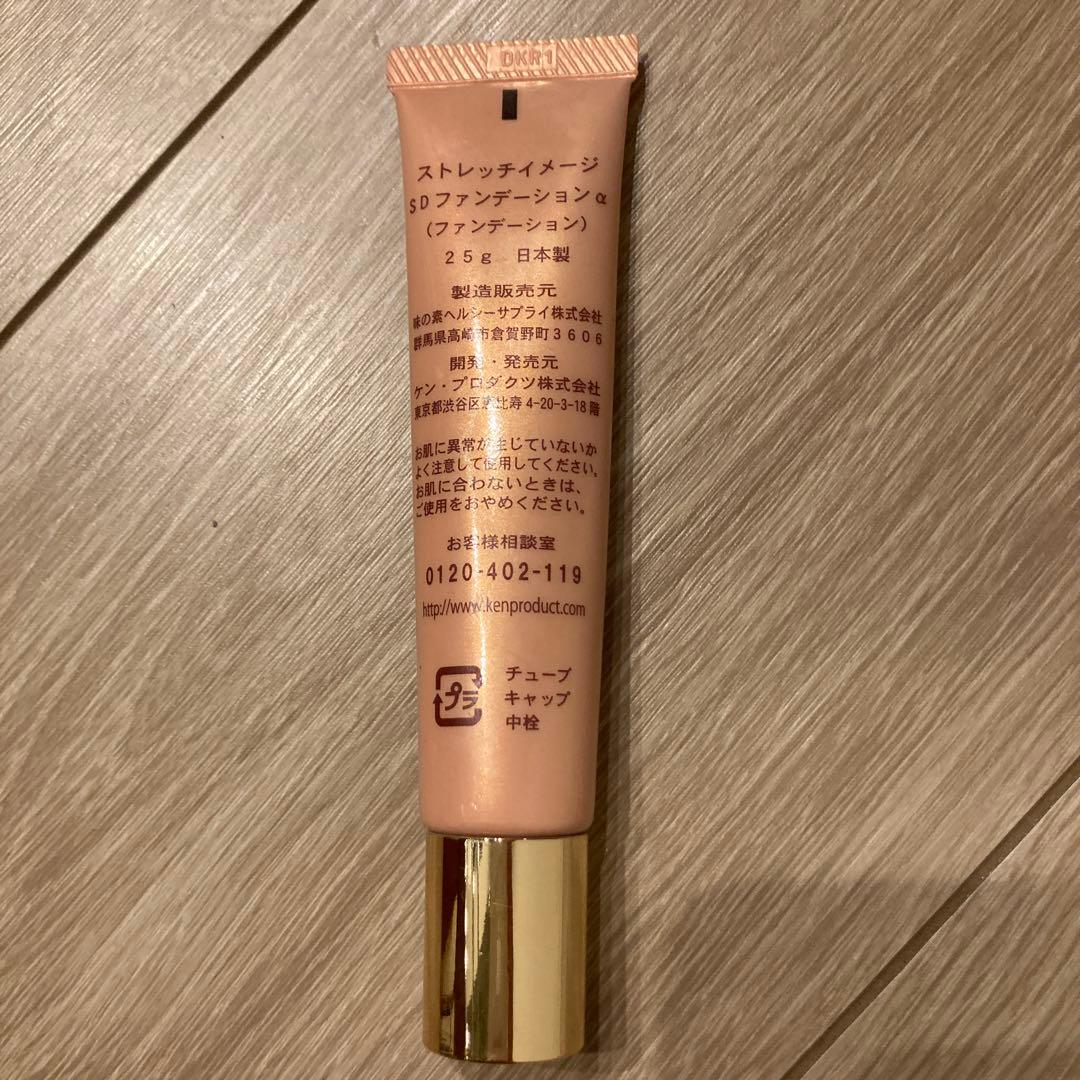 DKR1
ストレッチイメージ
SDファンデーションα
(ファンデーション)
25g 日本製
製造販売元
味の素ヘルシーサプライ株式会社
群馬県高崎市倉賀野町3606
開発・発売元
ケン・プロダクツ株式会社
東京都渋谷区恵比寿4-20-3-18階
お肌に異常が生じていないか
よく注意して使用してください。
お肌に合わないときは、
ご使用をおやめください。
お客様相談室
0120-402-119
http://www.kenproduct.com
プラ
チューブ
キャップ
中栓